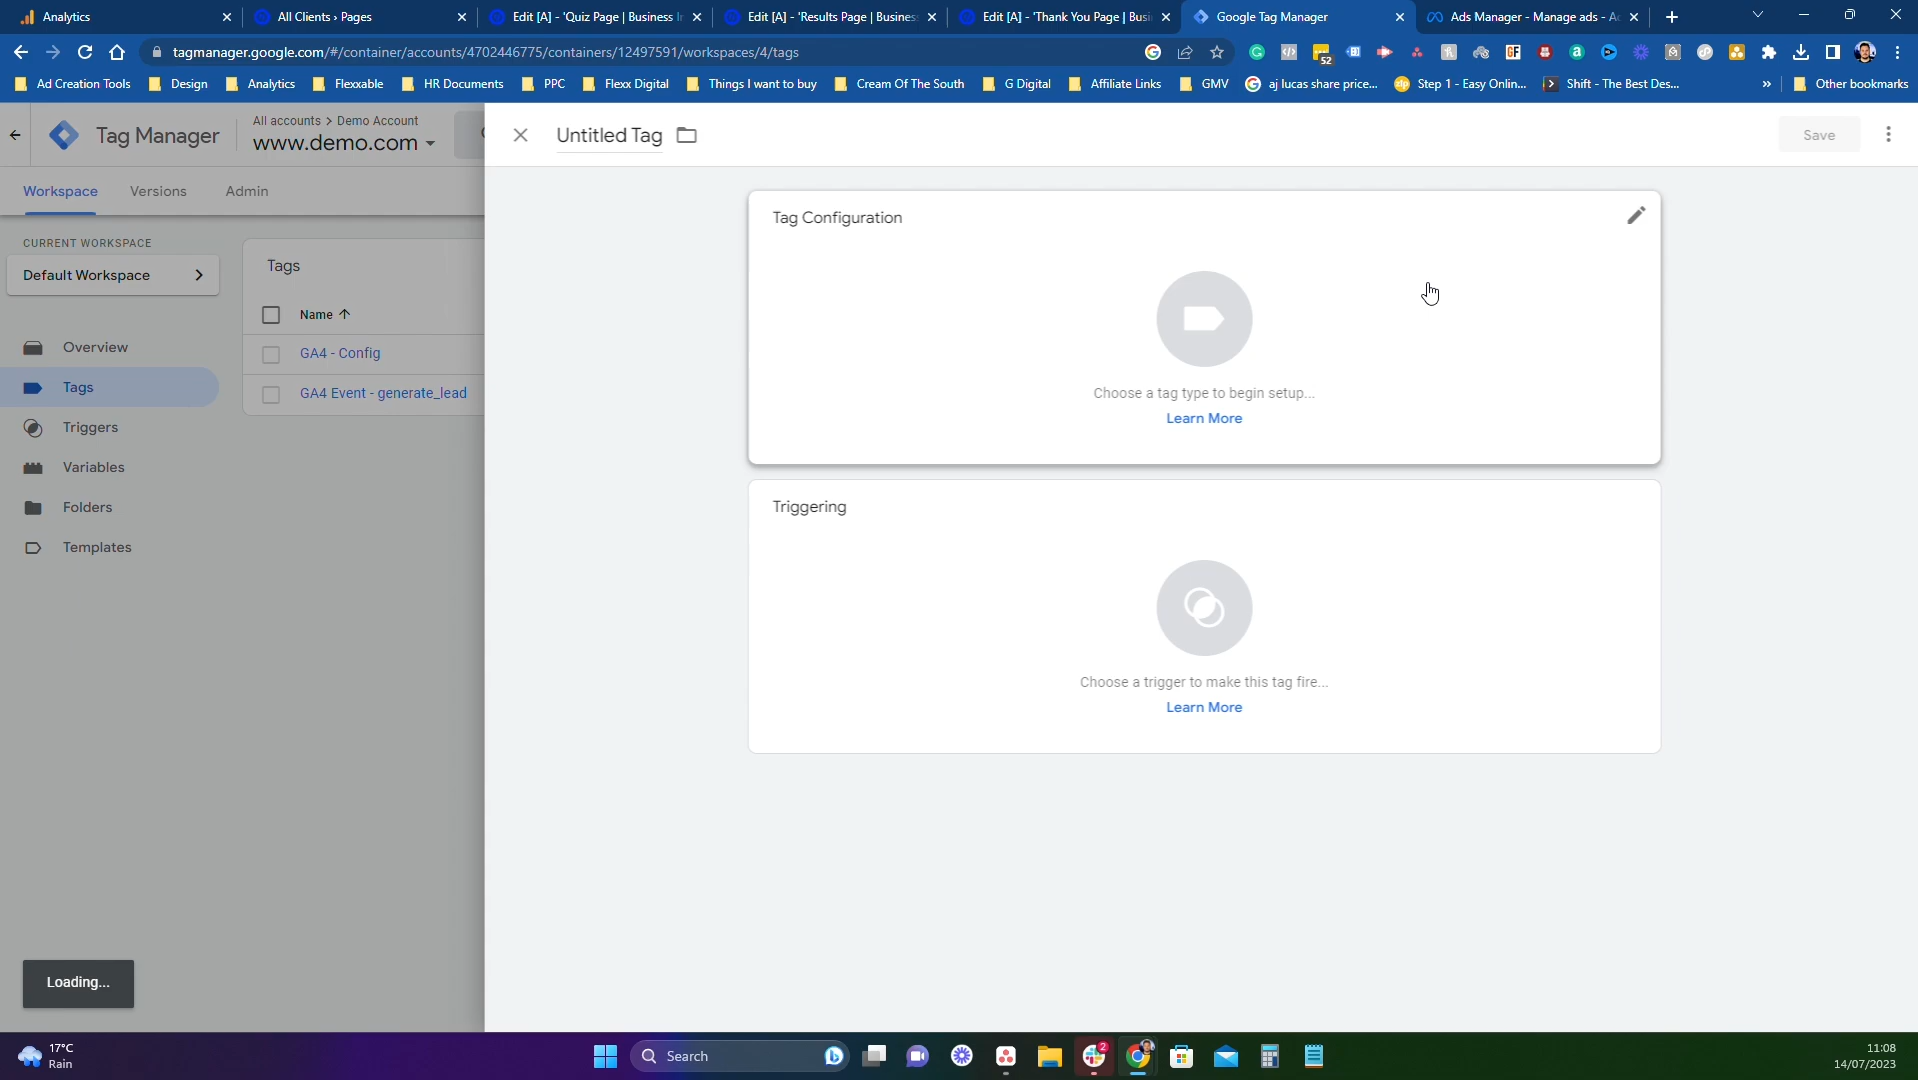 Analytics
All Clients › Pages
Edit [A] - 'Quiz Page | Business I
Edit [A] - 'Results Page | Busines
Edit [A] - 'Thank You Page | Busi
Google Tag Manager
Ads Manager - Manage ads - A
tagmanager.google.com/#/container/accounts/4702446775/containers/12497591/workspaces/4/tags
52
Ad Creation Tools
Design
Analytics
Flexxable
HR Documents
PPC
Flexx Digital
Things I want to buy
Cream Of The South
G Digital
Affiliate Links
GMV
aj lucas share price...
Step 1 - Easy Onlin...
Shift - The Best Des...
»
Other bookmarks
Tag Manager
All accounts > Demo Account
www.demo.com
Untitled Tag
Save
Workspace
Versions
Admin
CURRENT WORKSPACE
Default Workspace
Overview
Tags
Triggers
Variables
Folders
Templates
Tags
Name
GA4 - Config
GA4 Event - generate_lead
Tag Configuration
Choose a tag type to begin setup...
Learn More
Triggering
Choose a trigger to make this tag fire...
Learn More
Loading...
17°C
Rain
Search
2
11:08
14/07/2023